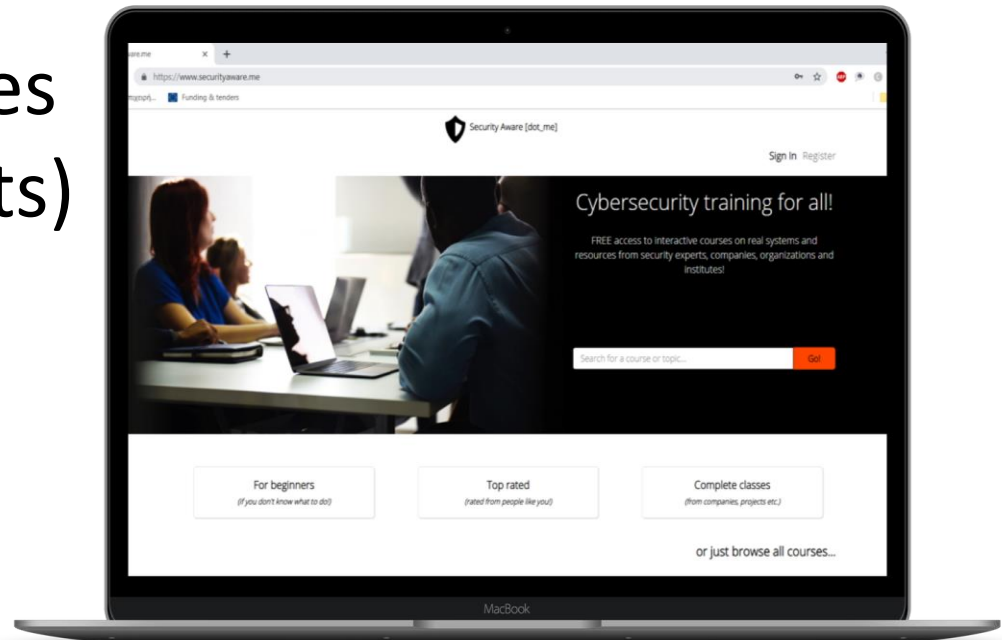 es
ts)
https://www.securityaware.me
Funding & tenders
Security Aware [dot_me]
Sign In Register
Cybersecurity training for all!
FREE access to interactive courses on real systems and
resources from security experts, companies, organizations and
institutes!
Search for a course or topic...
Go!
For beginners
(if you don't know what to do!)
Top rated
(rated from people like you!)
Complete classes
(from companies, projects etc.)
or just browse all courses...
MacBook